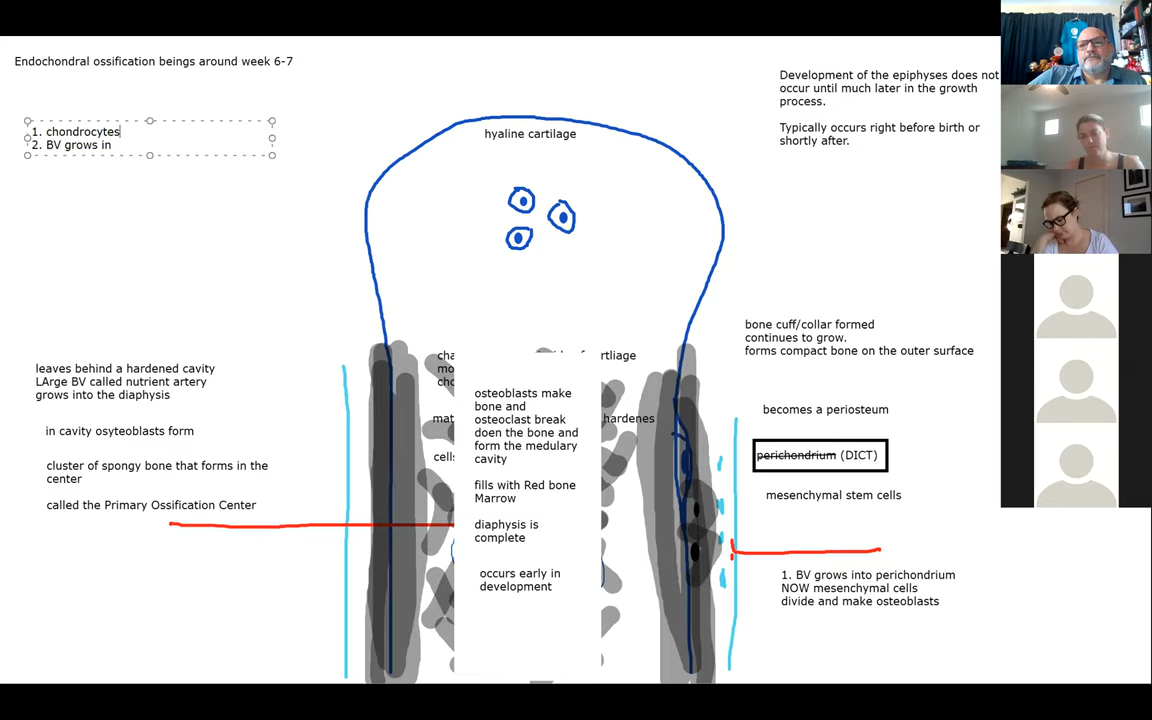 Endochondral ossification beings around week 6-7
1. chondrocytes
2. BV grows in
hyaline cartilage
Development of the epiphyses does not
occur until much later in the growth
process.
Typically occurs right before birth or
shortly after.
bone cuff/collar formed
continues to grow.
forms compact bone on the outer surface
leaves behind a hardened cavity
LArge BV called nutrient artery
grows into the diaphysis
in cavity osyteoblasts form
cluster of spongy bone that forms in the
center
called the Primary Ossification Center
hardenes
osteoblasts make
bone and
osteoclast break
doen the bone and
form the medulary
cavity
fills with Red bone
Marrow
diaphysis is
complete
occurs early in
development
becomes a periosteum
perichondrium (DICT)
mesenchymal stem cells
1. BV grows into perichondrium
NOW mesenchymal cells
divide and make osteoblasts